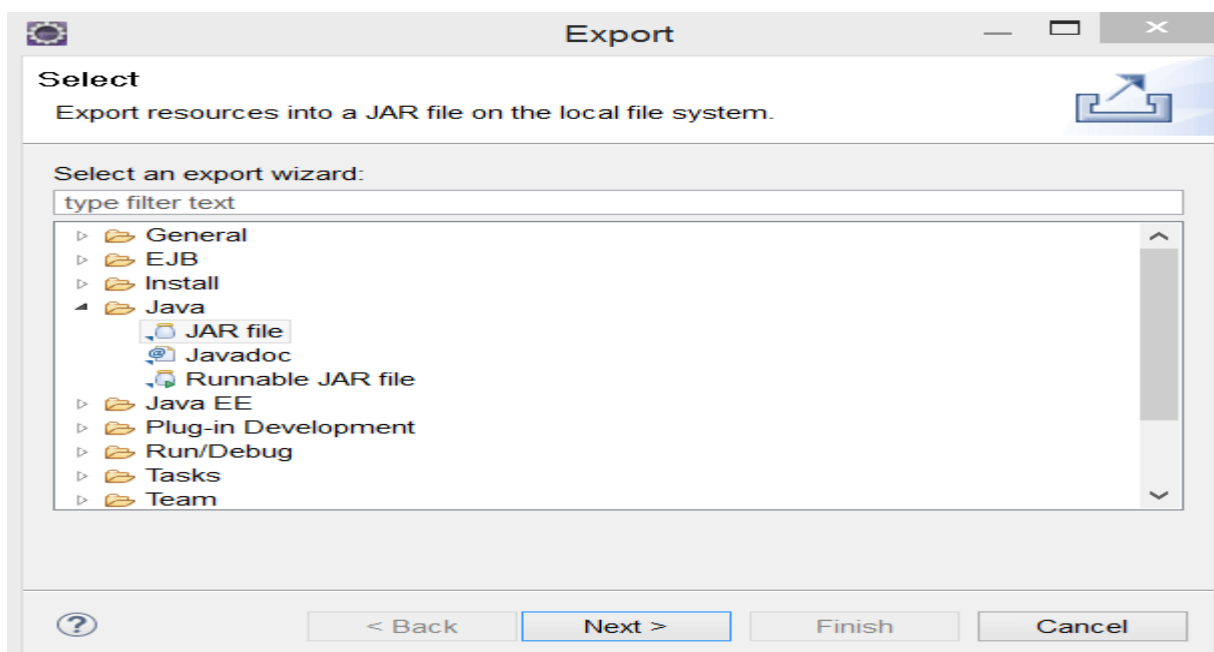 Export
Select
Export resources into a JAR file on the local file system.
Select an export wizard:
type filter text
General
EJB
Install
Java
JAR file
Javadoc
Runnable JAR file
Java EE
Plug-in Development
Run/Debug
Tasks
Team
< Back Next > Finish Cancel